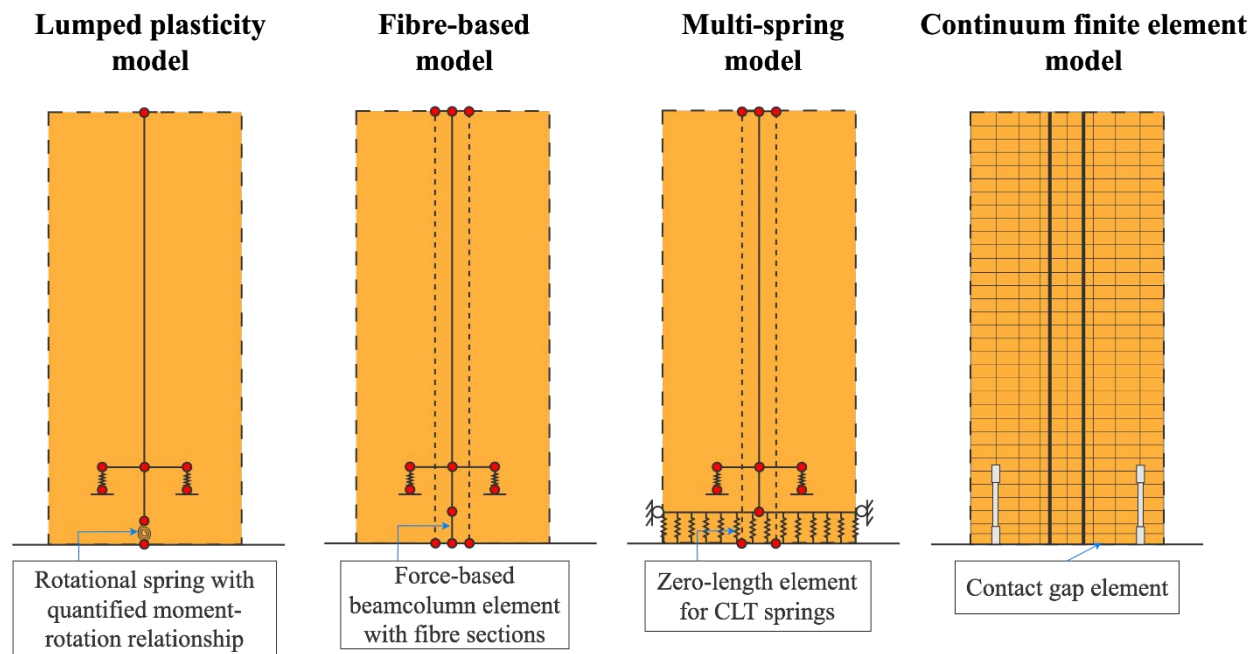 Lumped plasticity
model
Fibre-based
model
Multi-spring
model
Continuum finite element
model
Rotational spring with
quantified moment-
rotation relationship
Force-based
beamcolumn element
with fibre sections
Zero-length element
for CLT springs
Contact gap element